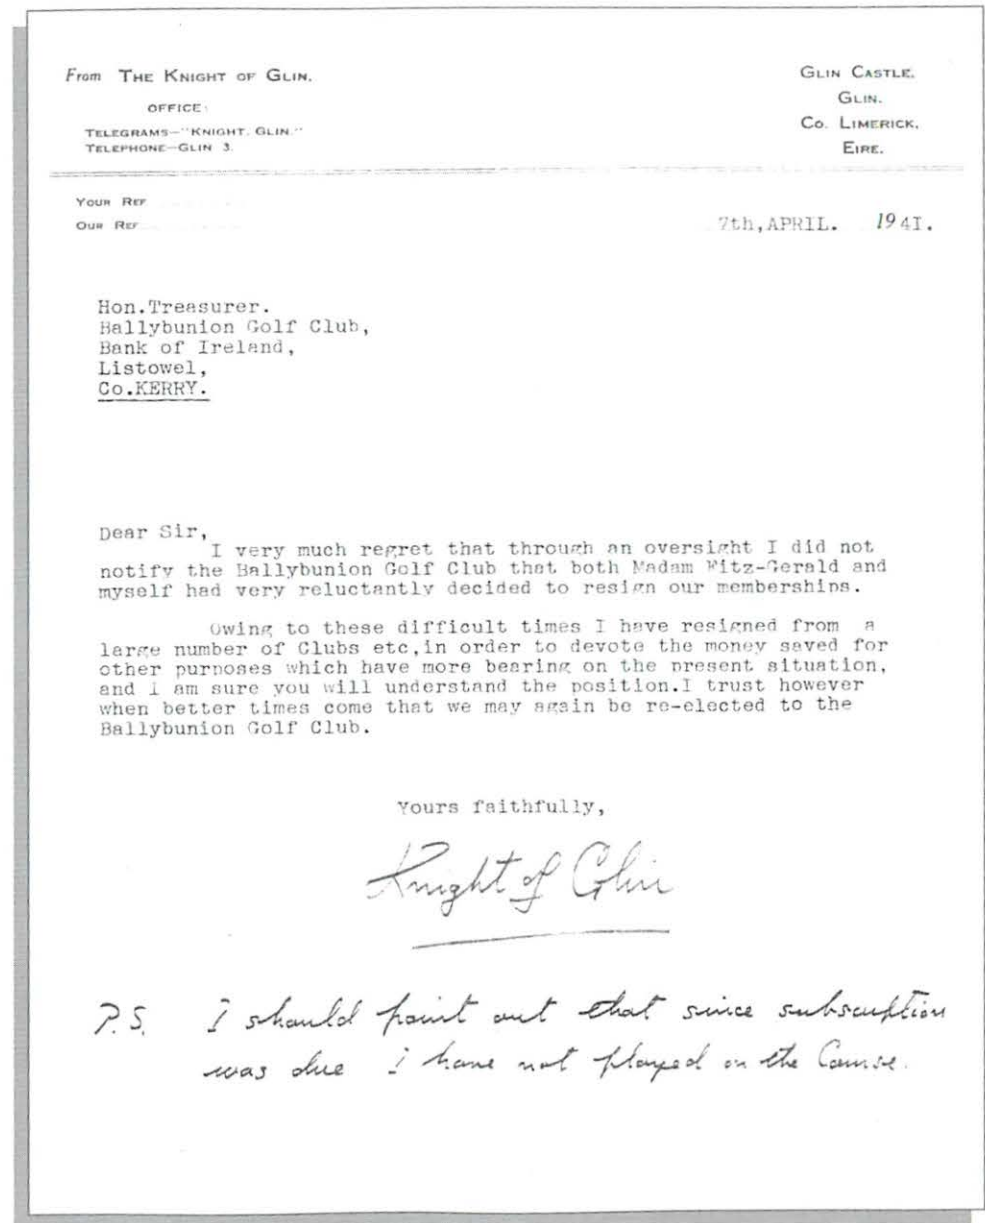 From THE KNIGHT OF GLIN.
OFFICE:
TELEGRAMS—"KNIGHT. GLIN."
TELEPHONE—GLIN 3.
GLIN CASTLE.
GLIN.
CO. LIMERICK,
EIRE.
YOUR REF
OUR REF
7th,APRIL. 1941.
Hon.Treasurer.
Ballybunion Golf Club,
Bank of Ireland,
Listowel,
Co.KERRY.
Dear Sir,
I very much regret that through an oversight I did not
notify the Ballybunion Golf Club that both Madam Fitz-Gerald and
myself had very reluctantly decided to resign our memberships.
Owing to these difficult times I have resigned from a
large number of Clubs etc,in order to devote the money saved for
other purposes which have more bearing on the present situation,
and i am sure you will understand the position.I trust however
when better times come that we may again be re-elected to the
Ballybunion Golf Club.
Yours faithfully,
Knight of Glin
P.S. I should point out that since subscription
was due I have not played on the Course.